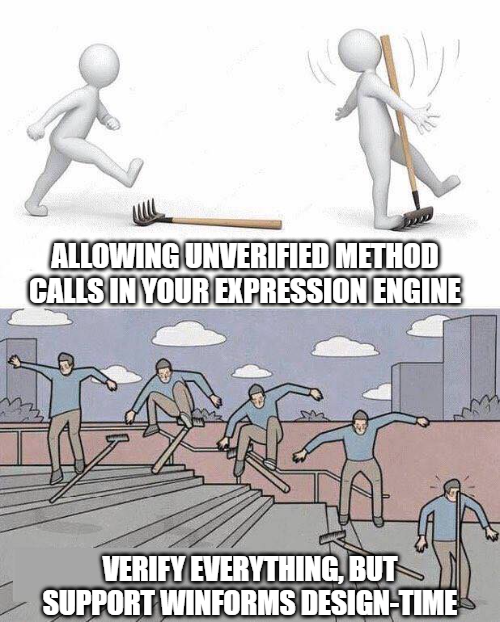 ALLOWING UNVERIFIED METHOD
CALLS IN YOUR EXPRESSION ENGINE
VERIFY EVERYTHING, BUT
SUPPORT WINFORMS DESIGN-TIME